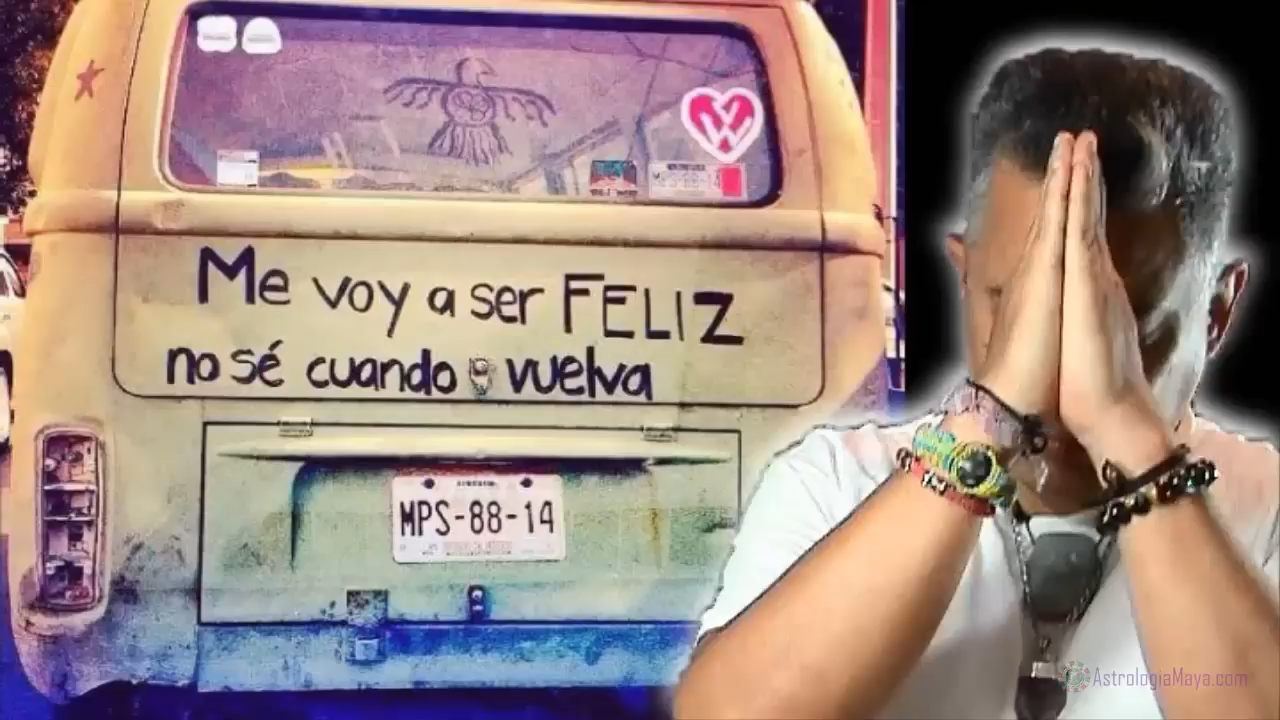 Me voy a ser FELIZ
no sé cuando vuelva
MPS-88-14
AstrologiaMaya.com